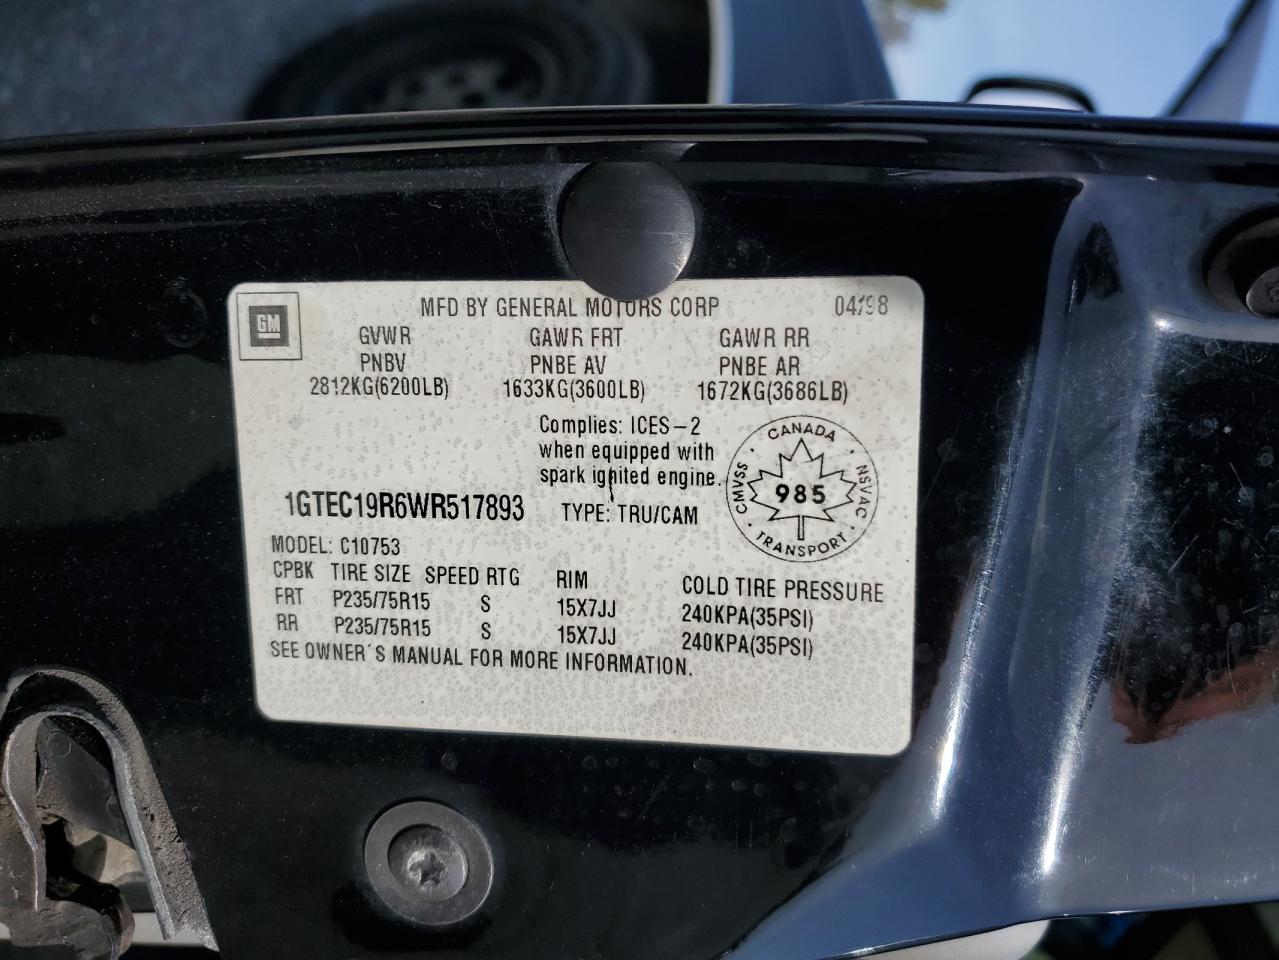 GM
MFD BY GENERAL MOTORS CORP 04/98
GVWR GAWR FRT GAWR RR
PNBV PNBE AV PNBE AR
2812KG(6200LB) 1633KG(3600LB) 1672KG(3686LB)
Complies: ICES-2
when equipped with
spark ignited engine.
CANADA
CMVSS 985 NSVAC
TRANSPORT
1GTEC19R6WR517893 TYPE: TRU/CAM
MODEL: C10753
CPBK TIRE SIZE SPEED RTG RIM COLD TIRE PRESSURE
FRT P235/75R15 S 15X7JJ 240KPA(35PSI)
RR P235/75R15 S 15X7JJ 240KPA(35PSI)
SEE OWNER'S MANUAL FOR MORE INFORMATION.